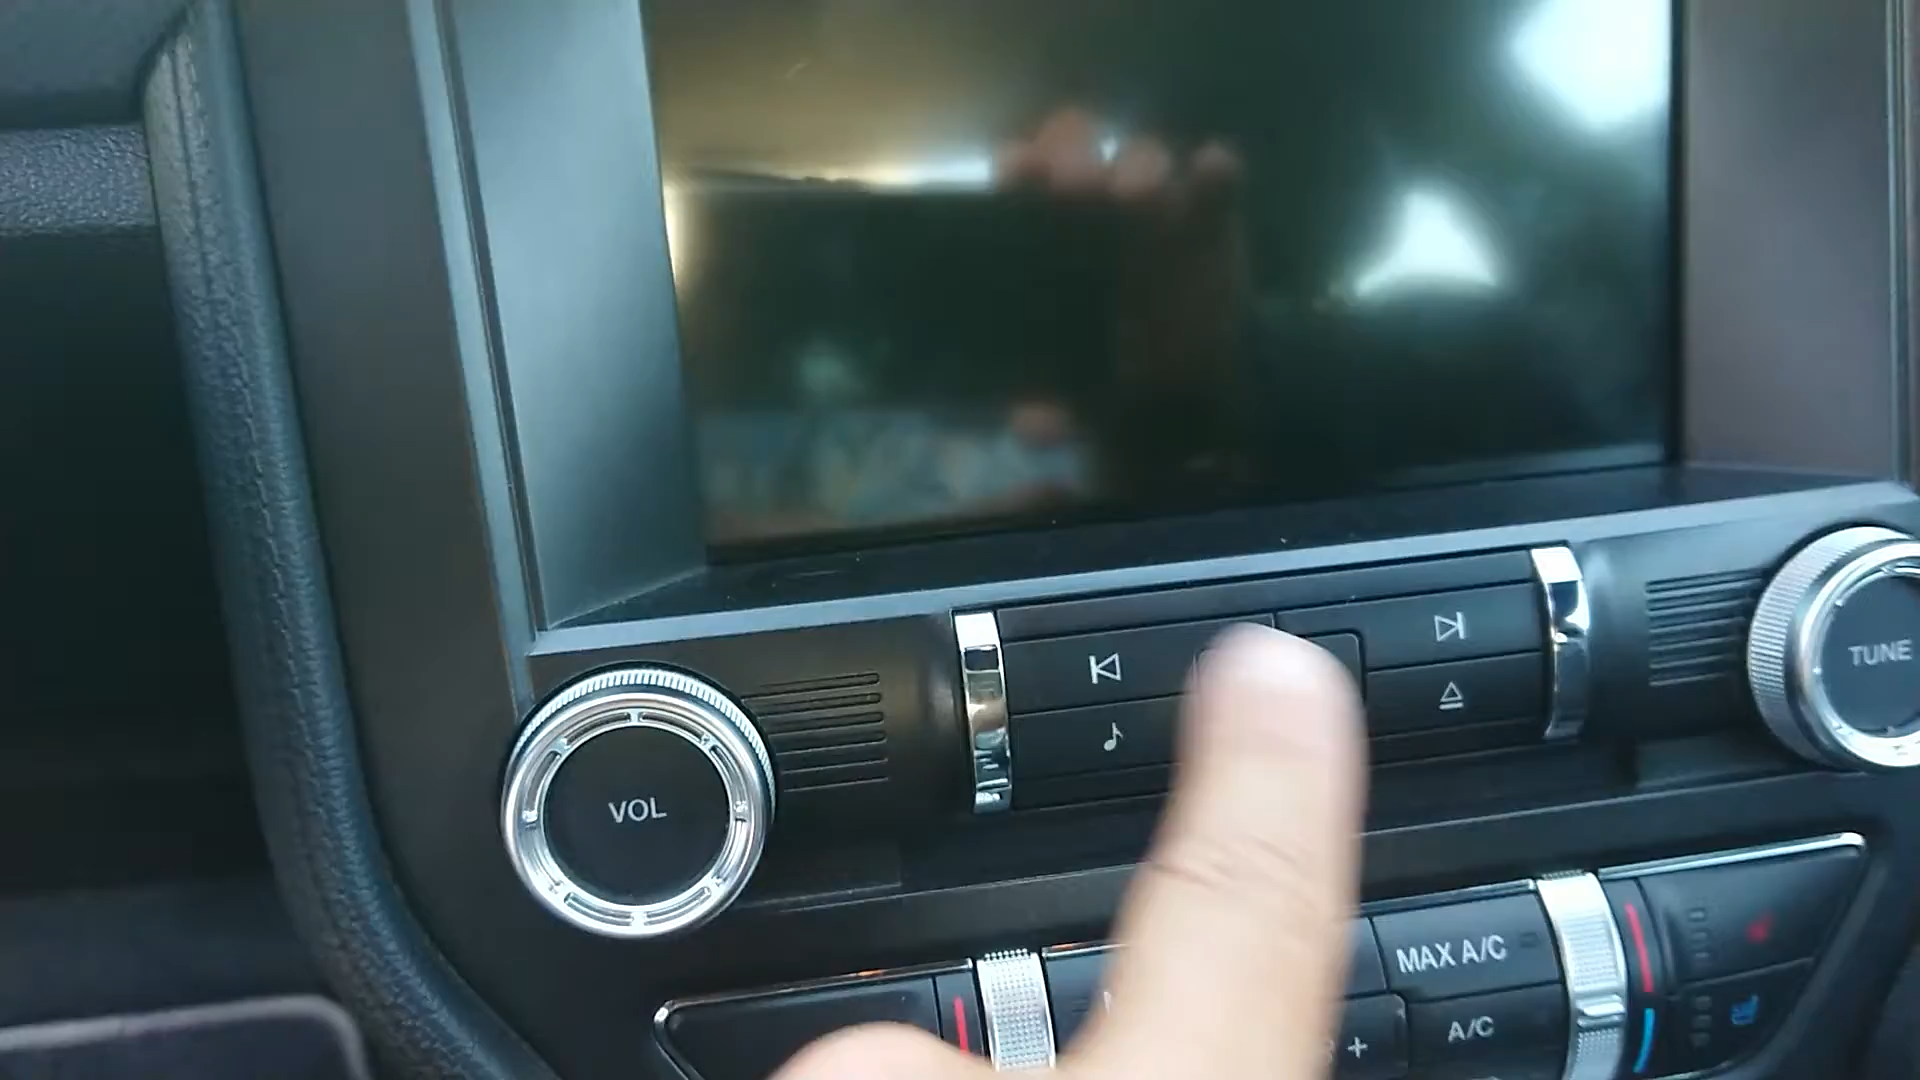 VOL
TUNE
MAX A/C
+
A/C